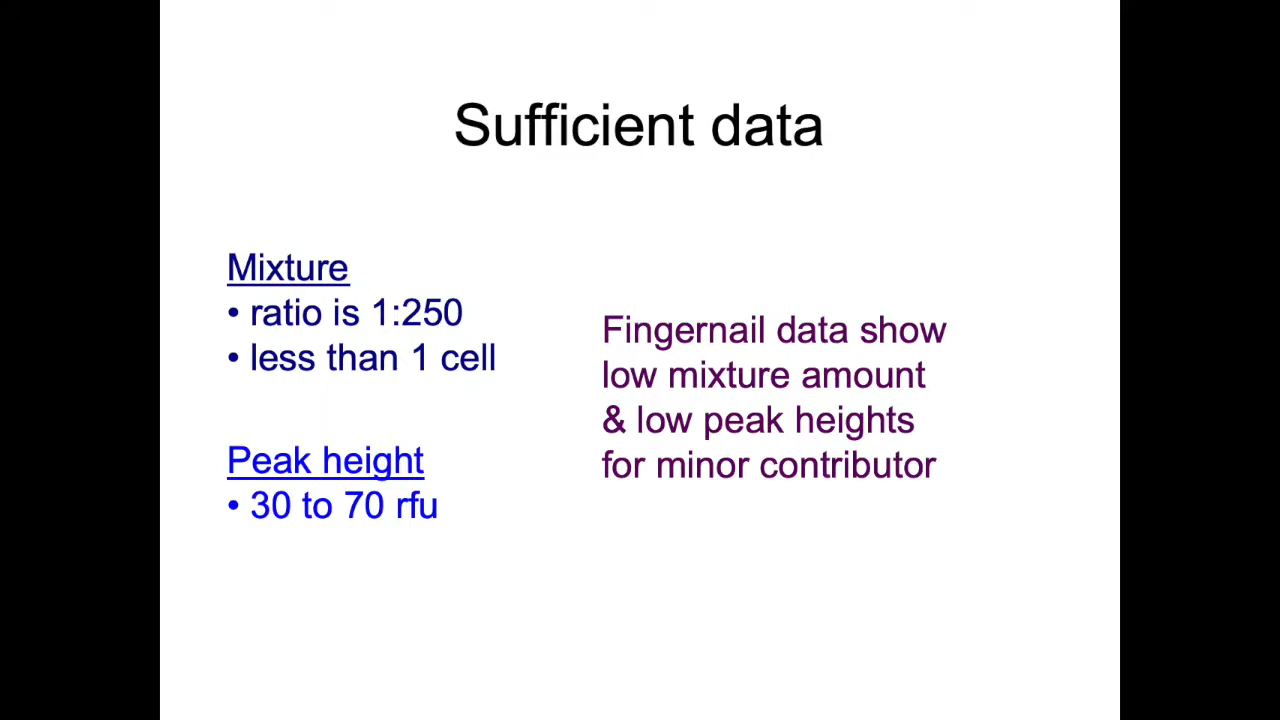 Sufficient data
Mixture
• ratio is 1:250
• less than 1 cell
Peak height
• 30 to 70 rfu
Fingernail data show
low mixture amount
& low peak heights
for minor contributor